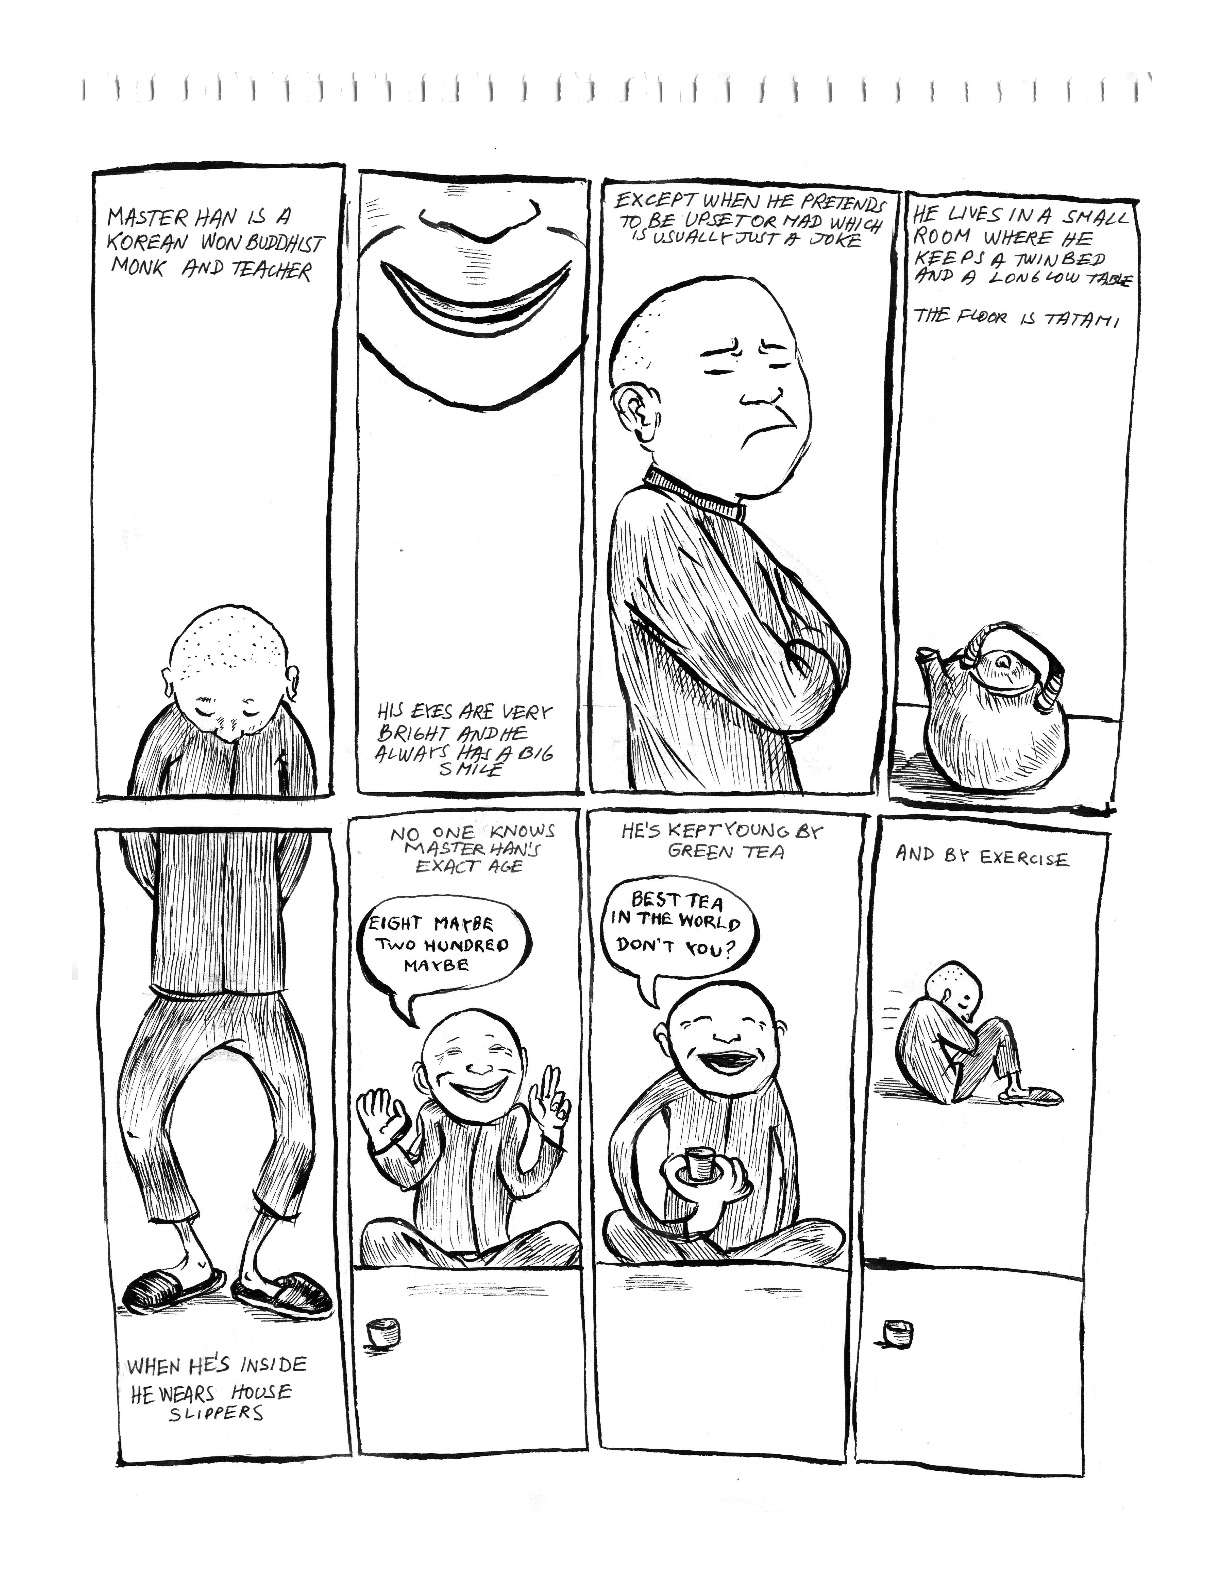 MASTER HAN IS A
KOREAN WON BUDDHIST
MONK AND TEACHER
HIS EYES ARE VERY
BRIGHT AND HE
ALWAYS HAS A BIG
SMILE
EXCEPT WHEN HE PRETENDS
TO BE UPSET OR MAD WHICH
IS USUALLY JUST A JOKE
HE LIVES IN A SMALL
ROOM WHERE HE
KEEPS A TWIN BED
AND A LONG LOW TABLE
THE FLOOR IS TATAMI
WHEN HE'S INSIDE
HE WEARS HOUSE
SLIPPERS
NO ONE KNOWS
MASTER HAN'S
EXACT AGE
EIGHT MAYBE
TWO HUNDRED
MAYBE
HE'S KEPT YOUNG BY
GREEN TEA
BEST TEA
IN THE WORLD
DON'T YOU?
AND BY EXERCISE